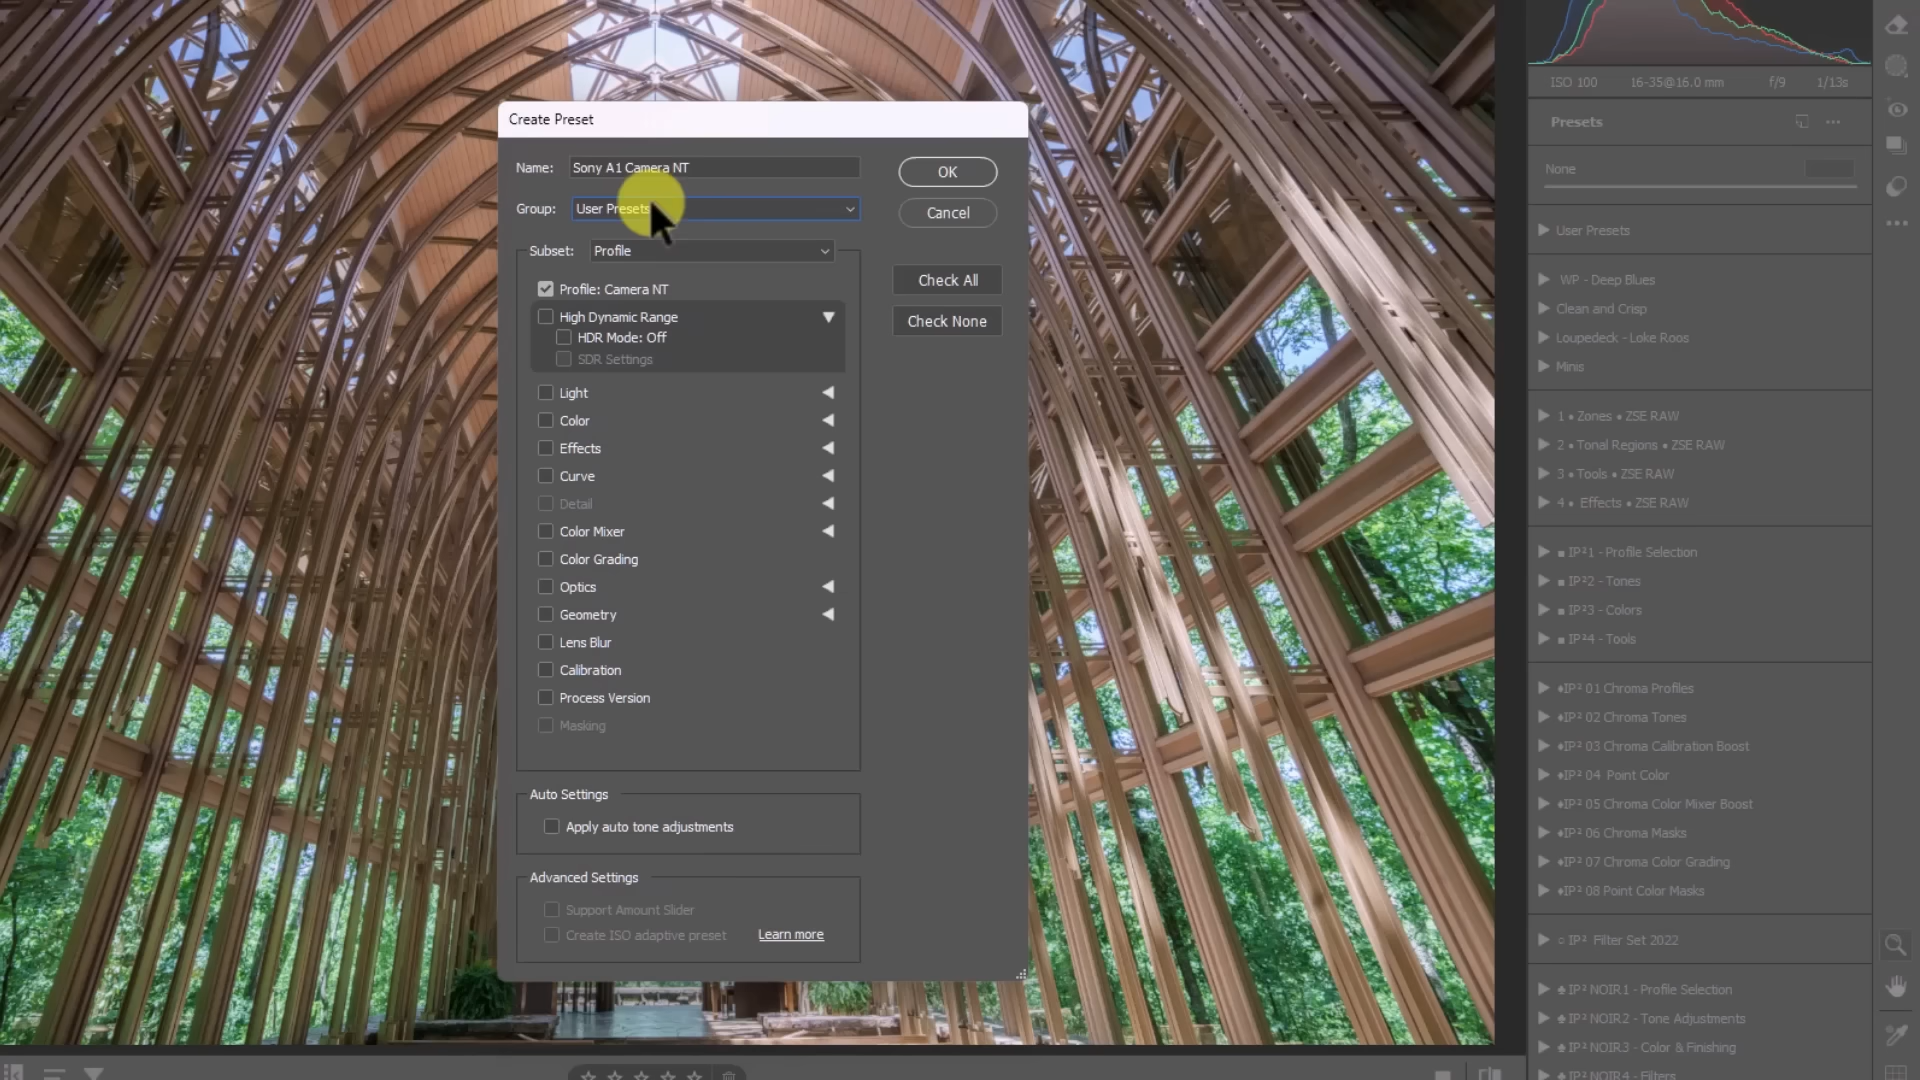 Create Preset
Name: Sony A1 Camera NT
OK
Group: User Presets
Cancel
Subset: Profile
Profile: Camera NT
Check All
High Dynamic Range
Check None
HDR Mode: Off
SDR Settings
Light
Color
Effects
Curve
Detail
Color Mixer
Color Grading
Optics
Geometry
Lens Blur
Calibration
Process Version
Masking
Auto Settings
Apply auto tone adjustments
Advanced Settings
Support Amount Slider
Create ISO adaptive preset Learn more
ISO 100 16-35@16.0 mm f/9 1/13s
Presets
None
User Presets
WP - Deep Blues
Clean and Crisp
Loupedeck - Loke Roos
Minis
1 • Zones • ZSE RAW
2 • Tonal Regions • ZSE RAW
3 • Tools • ZSE RAW
4 • Effects • ZSE RAW
■ IP²1 - Profile Selection
■ IP²2 - Tones
■ IP²3 - Colors
■ IP²4 - Tools
♦IP² 01 Chroma Profiles
♦IP² 02 Chroma Tones
♦IP² 03 Chroma Calibration Boost
♦IP² 04 Point Color
♦IP² 05 Chroma Color Mixer Boost
♦IP² 06 Chroma Masks
♦IP² 07 Chroma Color Grading
♦IP² 08 Point Color Masks
○ IP² Filter Set 2022
♠ IP² NOIR1 - Profile Selection
♠ IP² NOIR2 - Tone Adjustments
♠ IP² NOIR3 - Color & Finishing
♠ IP² NOIR4 - Filters